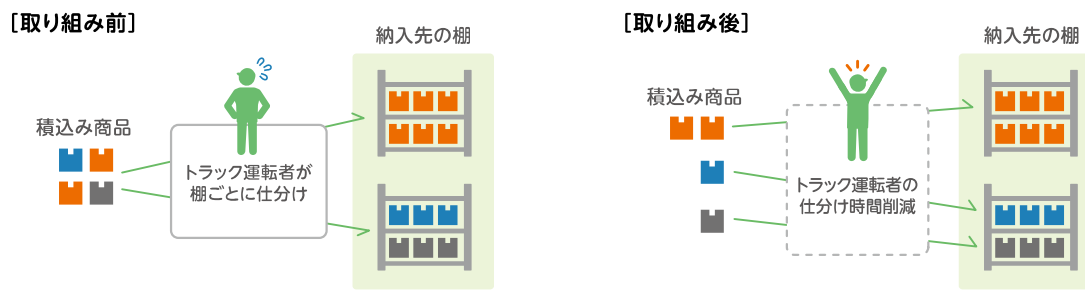 [取り組み前]
納入先の棚
積込み商品
トラック運転者が
棚ごとに仕分け
[取り組み後]
納入先の棚
積込み商品
トラック運転者の
仕分け時間削減